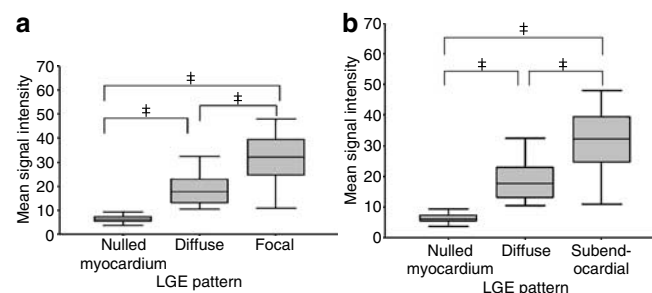 a
70
60
50
40
30
20
10
0
Mean signal intensity
‡
‡
‡
Nulled myocardium
Diffuse
Focal
LGE pattern
b
70
60
50
40
30
20
10
0
Mean signal intensity
‡
‡
‡
Nulled myocardium
Diffuse
Subend-
ocardial
LGE pattern